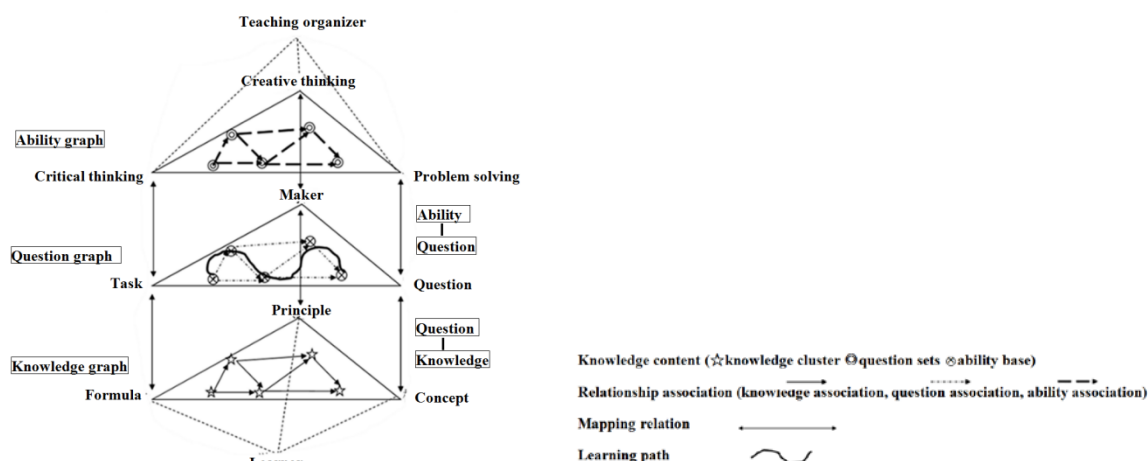 Teaching organizer
Creative thinking
Ability graph
Critical thinking
Problem solving
Maker
Ability
Question
Question graph
Task
Question
Principle
Question
Knowledge
Knowledge graph
Formula
Concept
Knowledge content (☆knowledge cluster ◎question sets ⊗ability base)
Relationship association (knowledge association, question association, ability association)
Mapping relation
Learning path